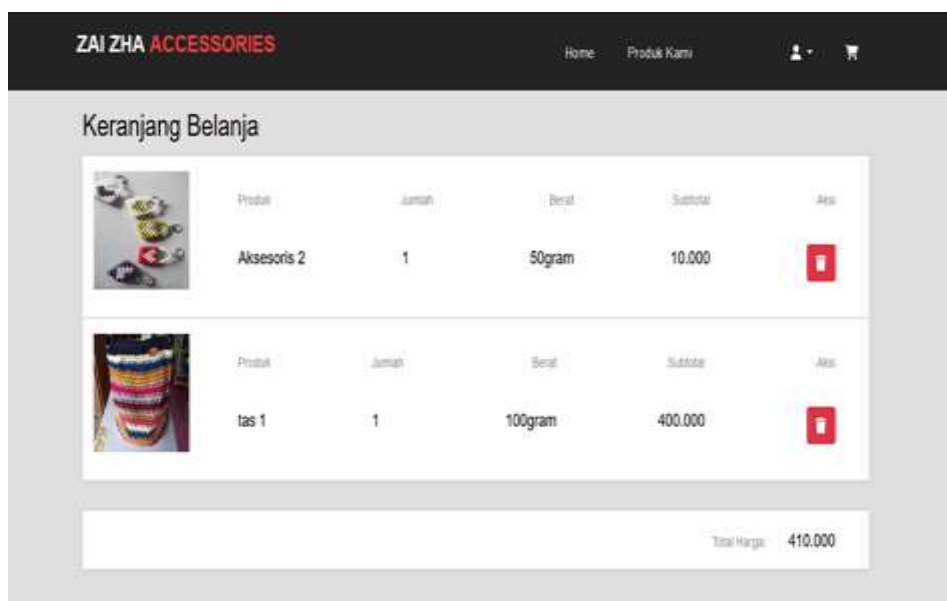 ZAI ZHA ACCESSORIES
Home Produk Kami
Keranjang Belanja
Produk Jumlah Berat Subtotal Aksi
Aksesoris 2 1 50gram 10.000
Produk Jumlah Berat Subtotal Aksi
tas 1 1 100gram 400.000
Total Harga: 410.000